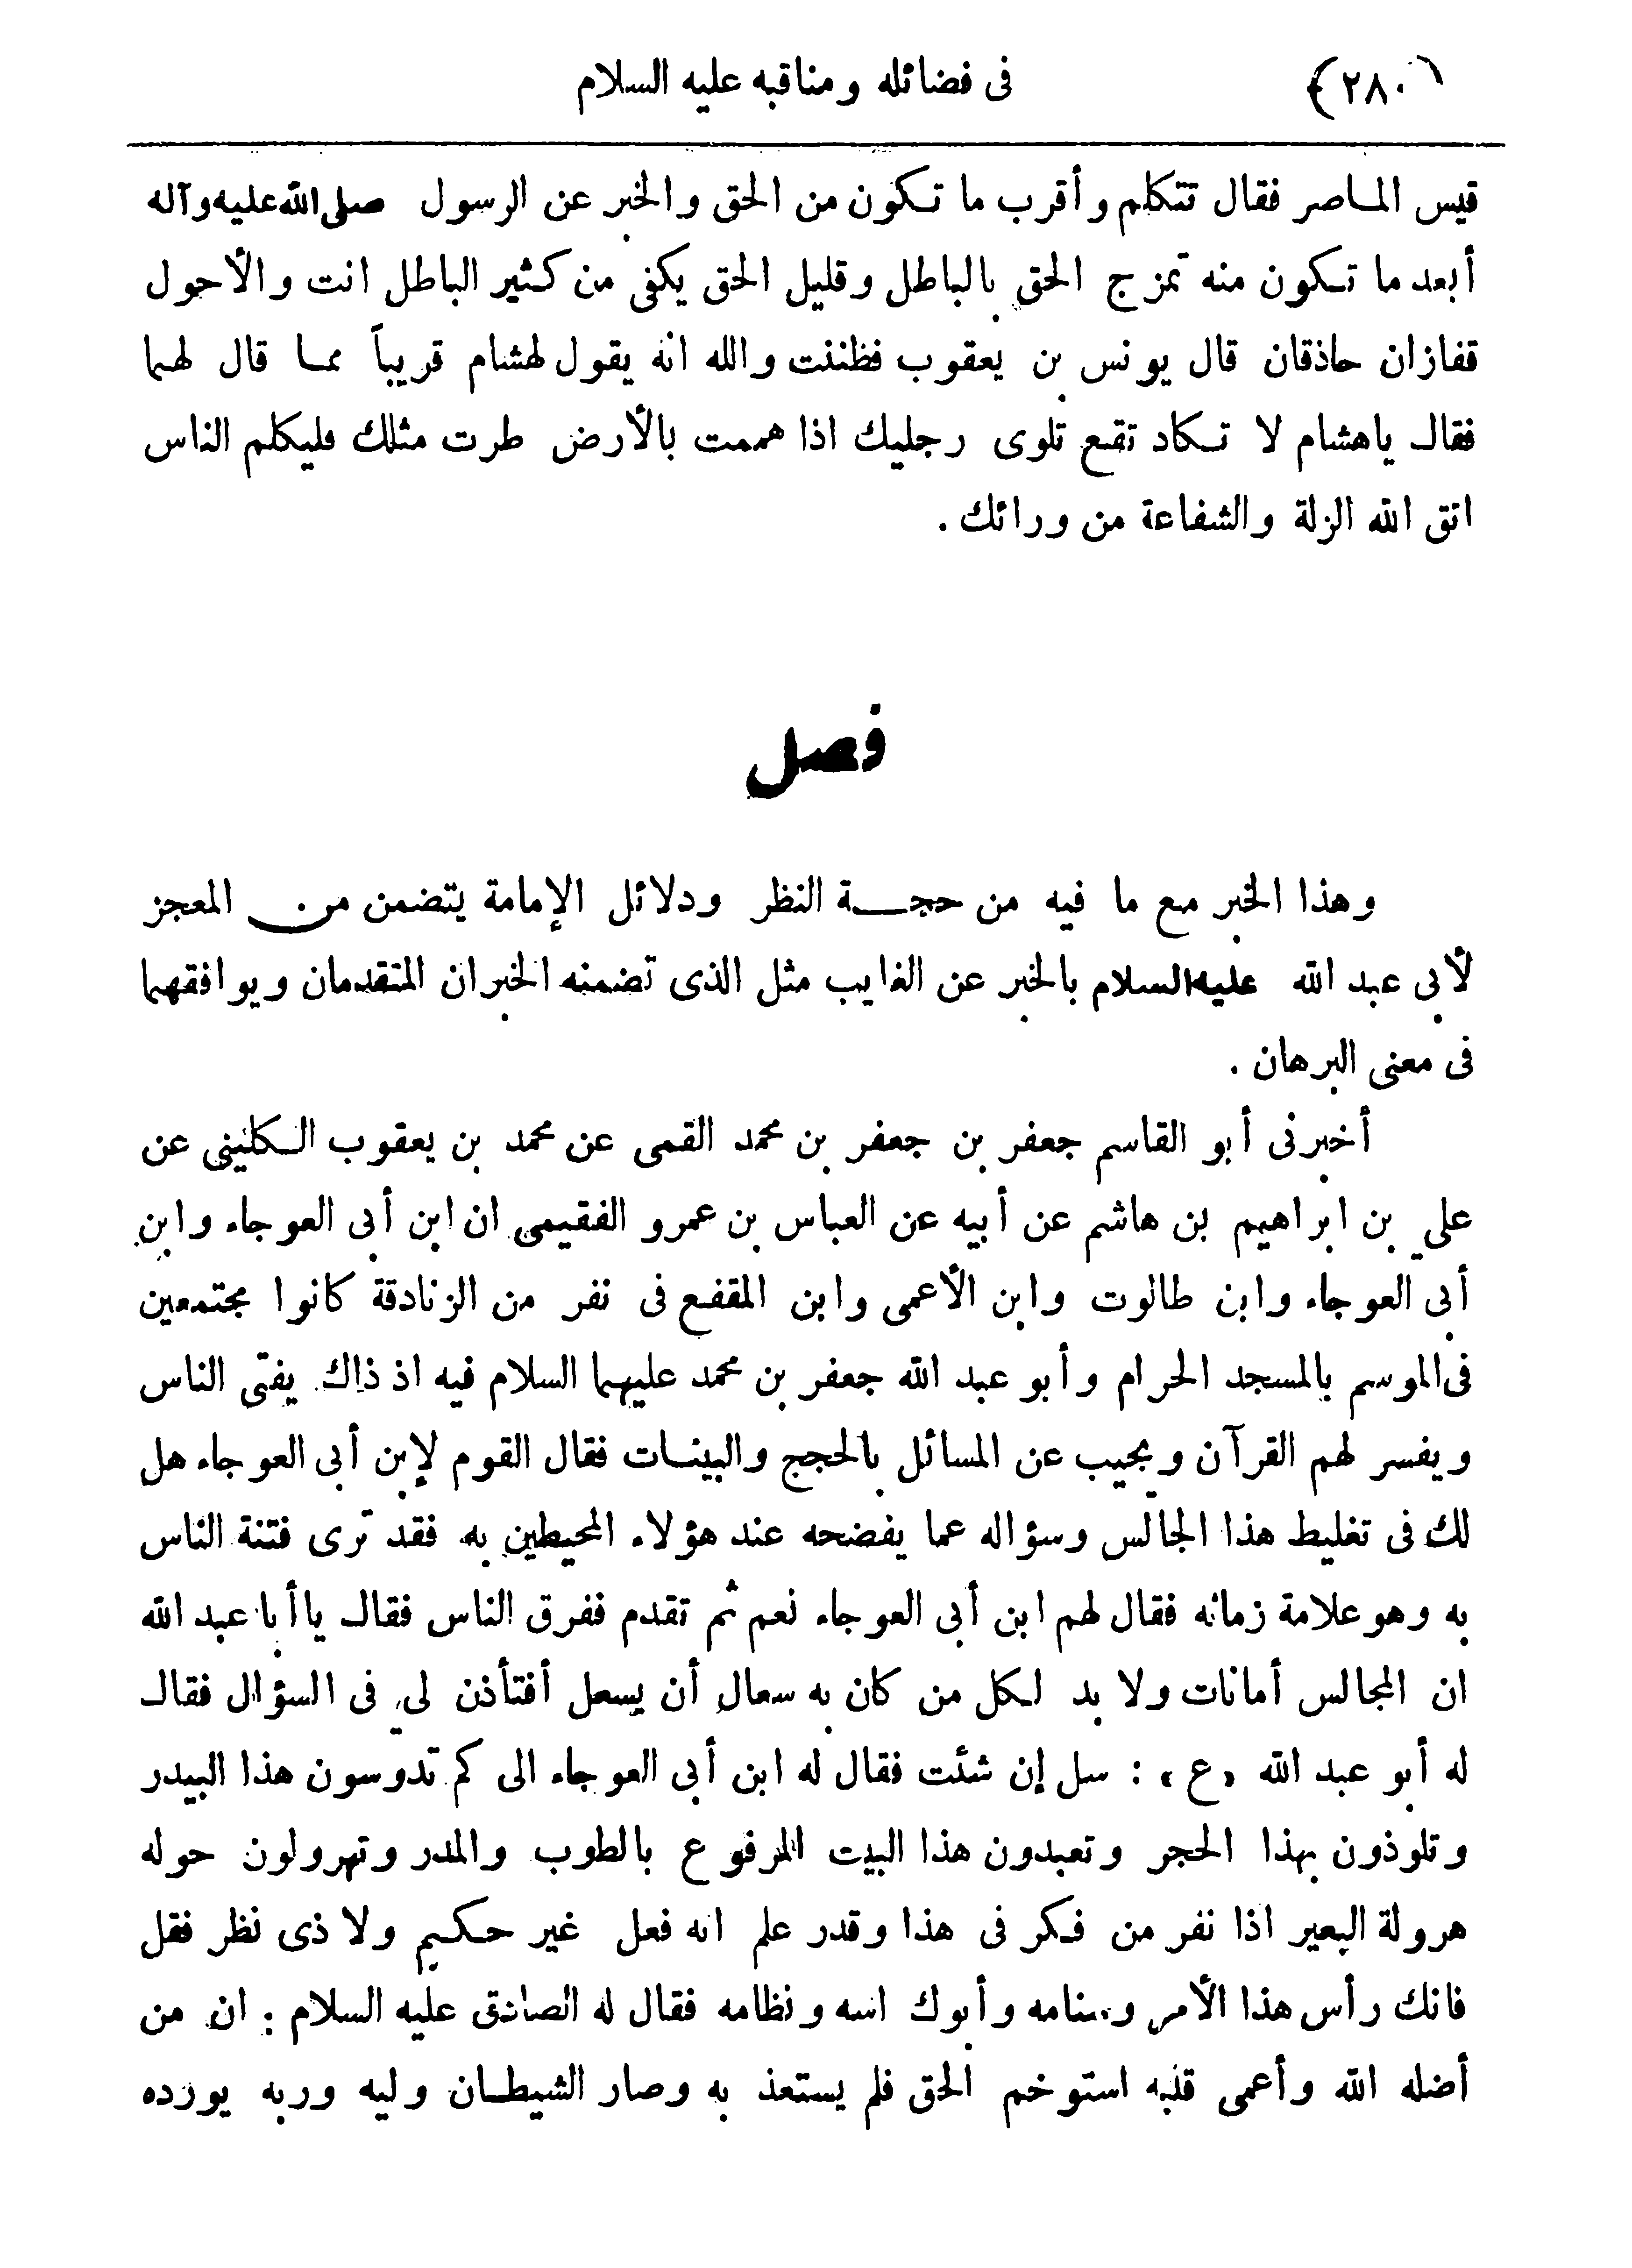 (٢٨٠) فى فضائله ومناقبه عليه السلام
قيس الماصر فقال تتكلم وأقرب ما تكون من الحق والخبر عن الرسول صلى الله عليه وآله
أبعد ما تكون منه تمزج الحق بالباطل وقليل الحق يكفى من كثير الباطل انت والأحول
قفازان حاذقان قال يونس بن يعقوب فظننت والله انه يقول لهشام قريباً مما قال لهما
فقال ياهشام لا تكاد تقع تلوى رجليك اذا هممت بالأرض طرت مثلك فليكلم الناس
اتق الله الزلة والشفاعة من ورائك .
فصل
وهذا الخبر مع ما فيه من حجة النظر ودلائل الإمامة يتضمن من المعجز
لأبي عبد الله عليه السلام بالخبر عن الغايب مثل الذى تضمنه الخبران المتقدمان ويوافقهما
فى معنى البرهان .
أخبرنى أبو القاسم جعفر بن جعفر بن محمد القمى عن محمد بن يعقوب الكلينى عن
علي بن ابراهيم بن هاشم عن أبيه عن العباس بن عمرو الفقيمى ان ابن أبى العوجاء وابن
أبى العوجاء وابن طالوت وابن الأعمى وابن المقفع فى نفر من الزنادقة كانوا مجتمعين
فى الموسم بالمسجد الحرام وأبو عبد الله جعفر بن محمد عليهما السلام فيه اذ ذاك يفتى الناس
ويفسر لهم القرآن ويجيب عن المسائل بالحجج والبينات فقال القوم لإبن أبى العوجاء هل
لك فى تغليط هذا الجالس وسؤاله عما يفضحه عند هؤلاء المحيطين به فقد ترى فتنة الناس
به وهو علامة زمانه فقال لهم ابن أبى العوجاء نعم ثم تقدم ففرق الناس فقال ياأبا عبد الله
ان المجالس أمانات ولا بد لكل من كان به سعال أن يسعل أفتأذن لي فى السؤال فقال
له أبو عبد الله «ع» : سل إن شئت فقال له ابن أبى العوجاء الى كم تدوسون هذا البيدر
وتلوذون بهذا الحجر وتعبدون هذا البيت المرفوع بالطوب والمدر وتهرولون حوله
هرولة البعير اذا نفر من فكر فى هذا وقدر علم انه فعل غير حكيم ولا ذى نظر فقل
فانك رأس هذا الأمر وسنامه وأبوك اسه ونظامه فقال له الصادق عليه السلام : ان من
أضله الله وأعمى قلبه استوخم الحق فلم يستعذ به وصار الشيطان وليه وربه يورده